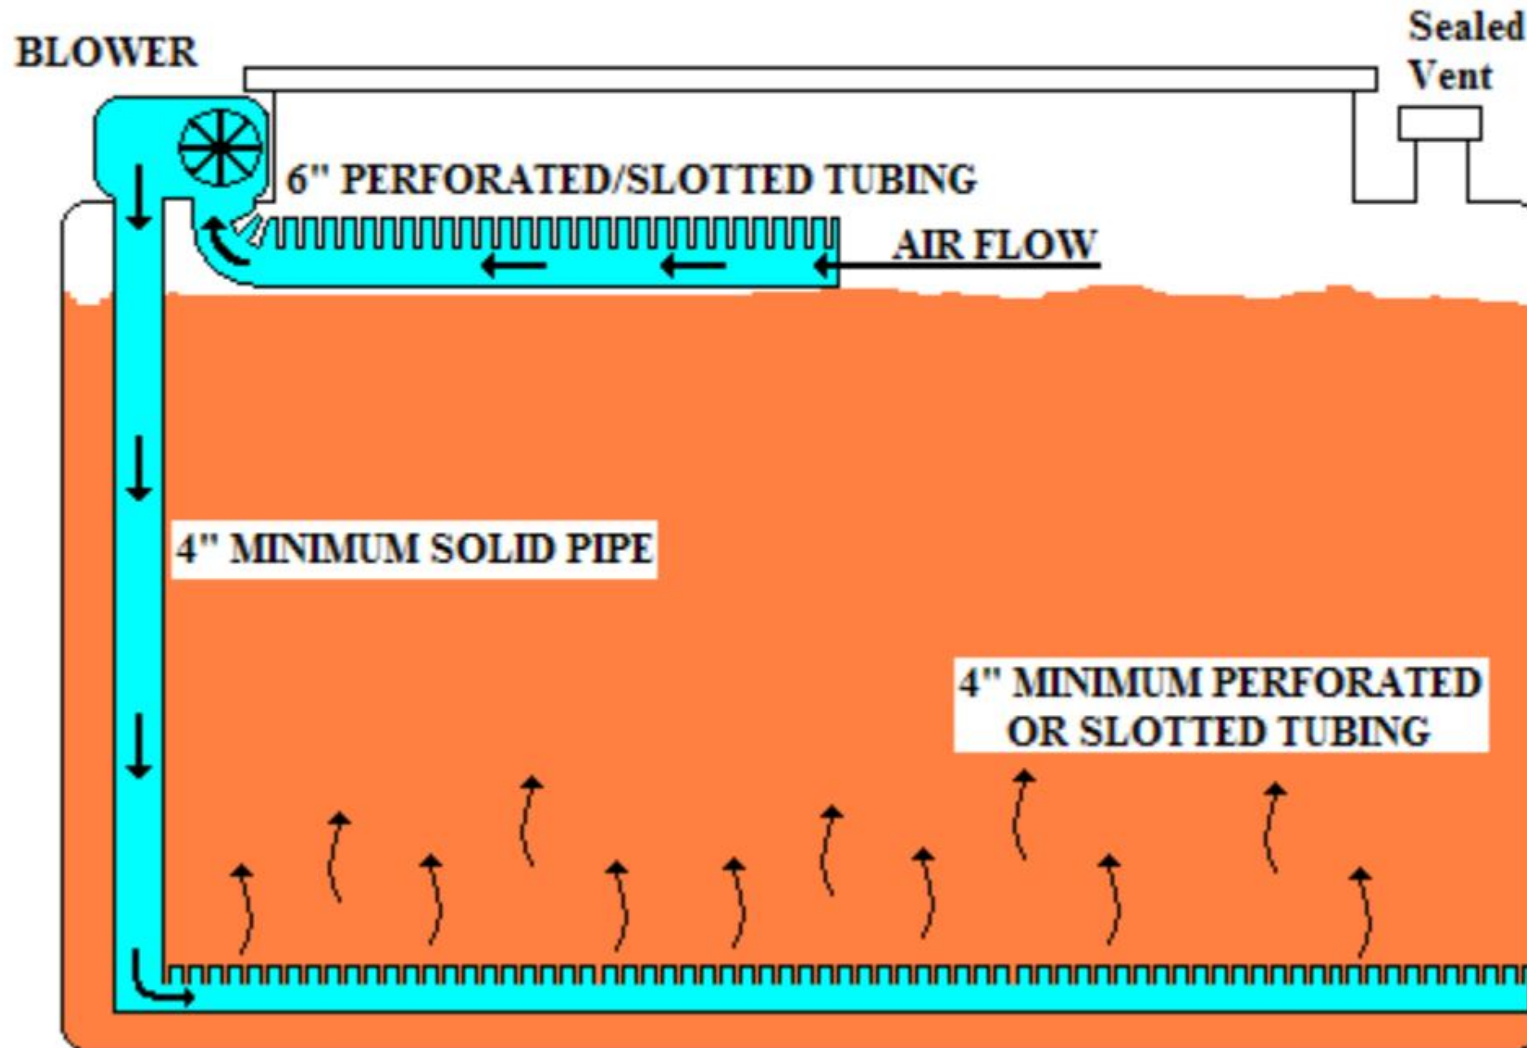 BLOWER
Sealed
Vent
6" PERFORATED/SLOTTED TUBING
AIR FLOW
4" MINIMUM SOLID PIPE
4" MINIMUM PERFORATED
OR SLOTTED TUBING